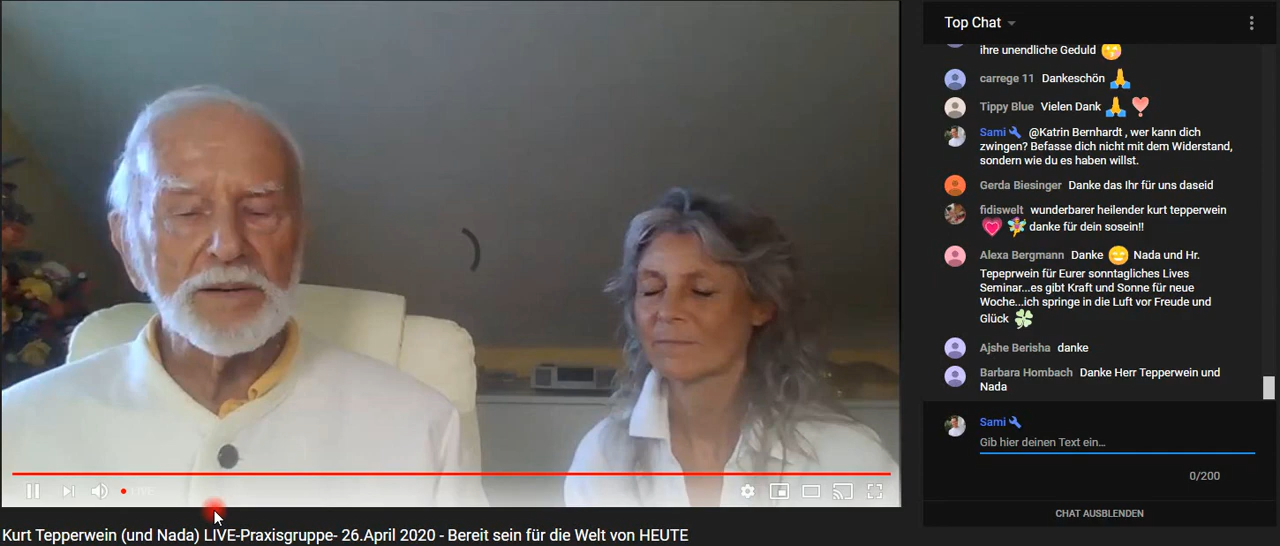 Top Chat
ihre unendliche Geduld
carrege 11 Dankeschön
Tippy Blue Vielen Dank
Sami @Katrin Bernhardt , wer kann dich
zwingen? Befasse dich nicht mit dem Widerstand,
sondern wie du es haben willst.
Gerda Biesinger Danke das Ihr für uns daseid
fidiswelt wunderbarer heilender kurt tepperwein
danke für dein sosein!!
Alexa Bergmann Danke Nada und Hr.
Tepeprwein für Eurer sonntagliches Lives
Seminar...es gibt Kraft und Sonne für neue
Woche...ich springe in die Luft vor Freude und
Glück
Ajshe Berisha danke
Barbara Hombach Danke Herr Tepperwein und
Nada
Sami
Gib hier deinen Text ein...
0/200
CHAT AUSBLENDEN
LIVE
Kurt Tepperwein (und Nada) LIVE-Praxisgruppe- 26.April 2020 - Bereit sein für die Welt von HEUTE